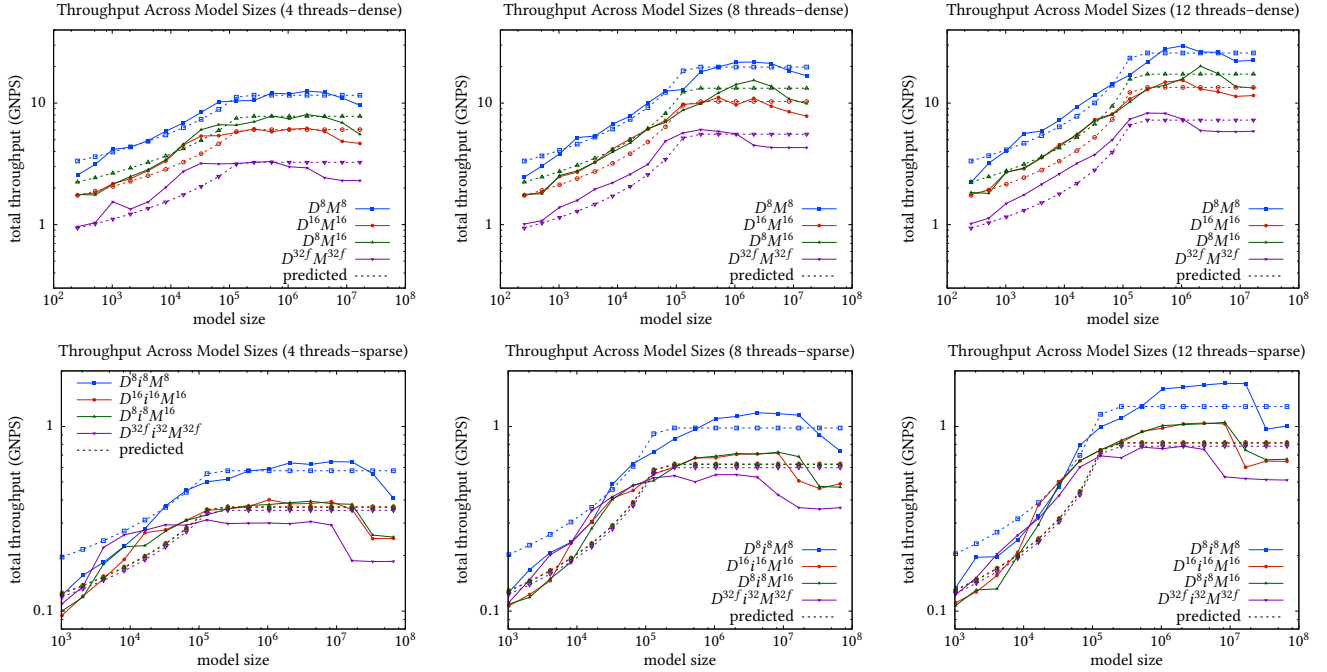 Throughput Across Model Sizes (4 threads−dense)
total throughput (GNPS)
10
1
D⁸M⁸
D¹⁶M¹⁶
D⁸M¹⁶
D³²ᶠM³²ᶠ
predicted
10² 10³ 10⁴ 10⁵ 10⁶ 10⁷ 10⁸
model size
Throughput Across Model Sizes (8 threads−dense)
total throughput (GNPS)
10
1
D⁸M⁸
D¹⁶M¹⁶
D⁸M¹⁶
D³²ᶠM³²ᶠ
predicted
10² 10³ 10⁴ 10⁵ 10⁶ 10⁷ 10⁸
model size
Throughput Across Model Sizes (12 threads−dense)
total throughput (GNPS)
10
1
D⁸M⁸
D¹⁶M¹⁶
D⁸M¹⁶
D³²ᶠM³²ᶠ
predicted
10² 10³ 10⁴ 10⁵ 10⁶ 10⁷ 10⁸
model size
Throughput Across Model Sizes (4 threads−sparse)
total throughput (GNPS)
1
0.1
D⁸i⁸M⁸
D¹⁶i¹⁶M¹⁶
D⁸i⁸M¹⁶
D³²ᶠi³²M³²ᶠ
predicted
10³ 10⁴ 10⁵ 10⁶ 10⁷ 10⁸
model size
Throughput Across Model Sizes (8 threads−sparse)
total throughput (GNPS)
1
0.1
D⁸i⁸M⁸
D¹⁶i¹⁶M¹⁶
D⁸i⁸M¹⁶
D³²ᶠi³²M³²ᶠ
predicted
10³ 10⁴ 10⁵ 10⁶ 10⁷ 10⁸
model size
Throughput Across Model Sizes (12 threads−sparse)
total throughput (GNPS)
1
0.1
D⁸i⁸M⁸
D¹⁶i¹⁶M¹⁶
D⁸i⁸M¹⁶
D³²ᶠi³²M³²ᶠ
predicted
10³ 10⁴ 10⁵ 10⁶ 10⁷ 10⁸
model size